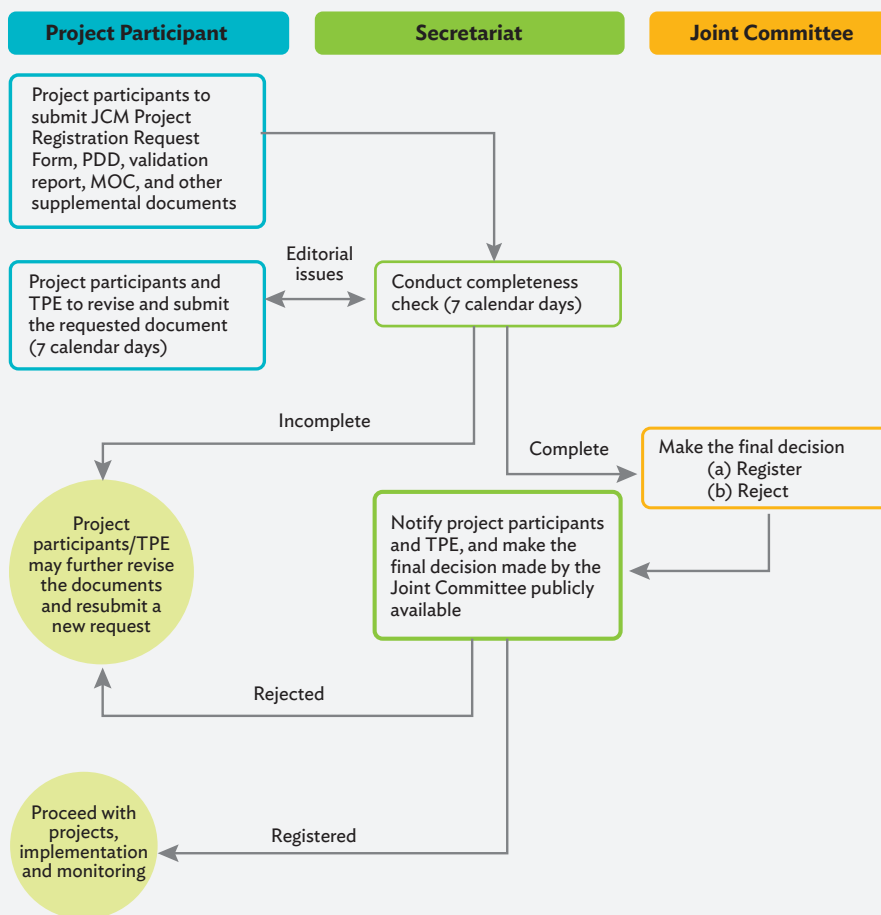 Project Participant
Secretariat
Joint Committee
Project participants to
submit JCM Project
Registration Request
Form, PDD, validation
report, MOC, and other
supplemental documents
Editorial
issues
Project participants and
TPE to revise and submit
the requested document
(7 calendar days)
Conduct completeness
check (7 calendar days)
Incomplete
Complete
Make the final decision
(a) Register
(b) Reject
Project
participants/TPE
may further revise
the documents
and resubmit a
new request
Notify project participants
and TPE, and make the
final decision made by the
Joint Committee publicly
available
Rejected
Proceed with
projects,
implementation
and monitoring
Registered